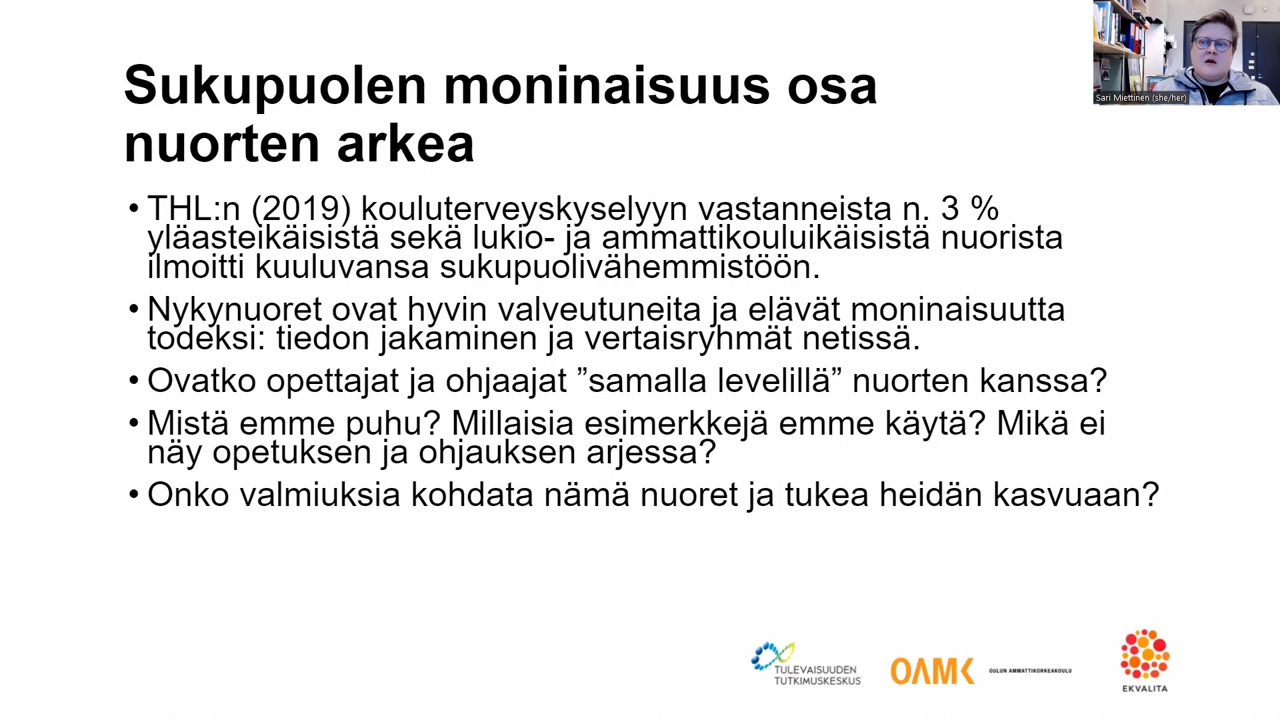 Sukupuolen moninaisuus osa
nuorten arkea
Sari Miettinen (she/her)
• THL:n (2019) kouluterveyskyselyyn vastanneista n. 3 %
yläasteikäisistä sekä lukio- ja ammattikouluikäisistä nuorista
ilmoitti kuuluvansa sukupuolivähemmistöön.
• Nykynuoret ovat hyvin valveutuneita ja elävät moninaisuutta
todeksi: tiedon jakaminen ja vertaisryhmät netissä.
• Ovatko opettajat ja ohjaajat ”samalla levelillä” nuorten kanssa?
• Mistä emme puhu? Millaisia esimerkkejä emme käytä? Mikä ei
näy opetuksen ja ohjauksen arjessa?
• Onko valmiuksia kohdata nämä nuoret ja tukea heidän kasvuaan?
TULEVAISUUDEN
TUTKIMUSKESKUS
OAMK
OULUN AMMATTIKORKEAKOULU
EKVALITA